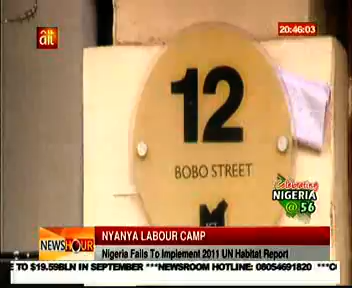 ait
20:46:03
12
BOBO STREET
Celebrating
NIGERIA
@ 56
NYANYA LABOUR CAMP
NEWSHOUR
Nigeria Fails To Implement 2011 UN Habitat Report
E TO $19.59BLN IN SEPTEMBER ***NEWSROOM HOTLINE: 08054691820 ***C